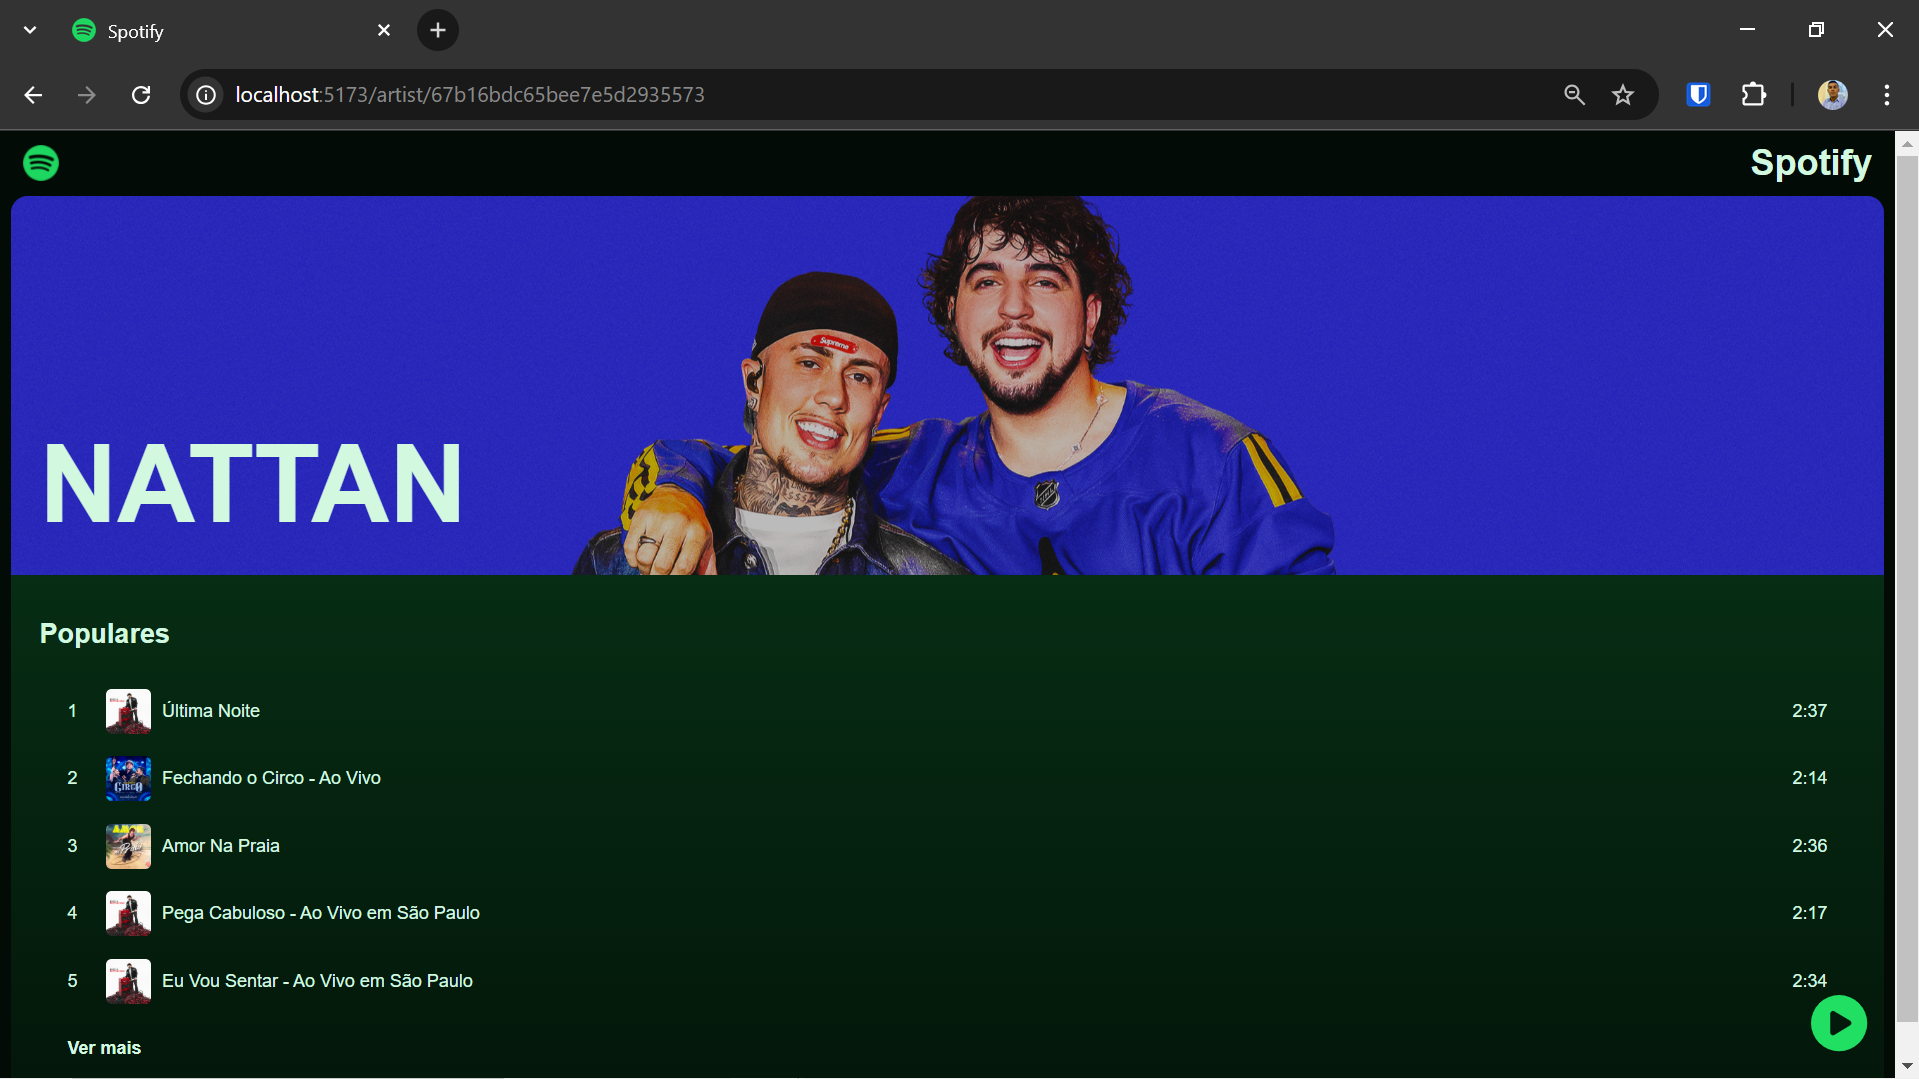 Spotify
localhost:5173/artist/67b16bdc65bee7e5d2935573
Spotify
Supreme
NATTAN
Populares
1 Última Noite 2:37
2 Fechando o Circo - Ao Vivo 2:14
CIRCO
3 Amor Na Praia 2:36
4 Pega Cabuloso - Ao Vivo em São Paulo 2:17
5 Eu Vou Sentar - Ao Vivo em São Paulo 2:34
Ver mais